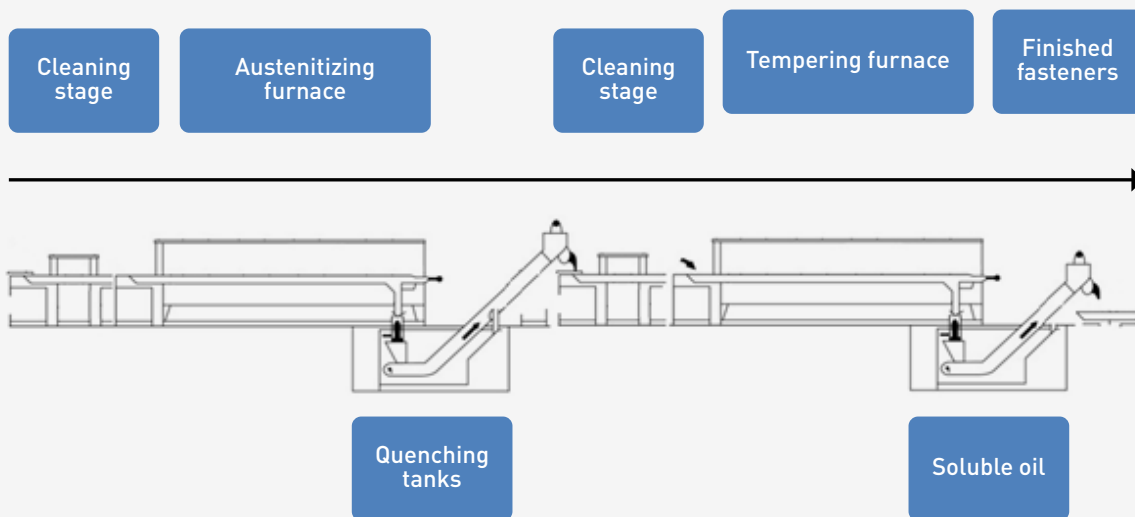 Cleaning
stage
Austenitizing
furnace
Cleaning
stage
Tempering furnace
Finished
fasteners
Quenching
tanks
Soluble oil